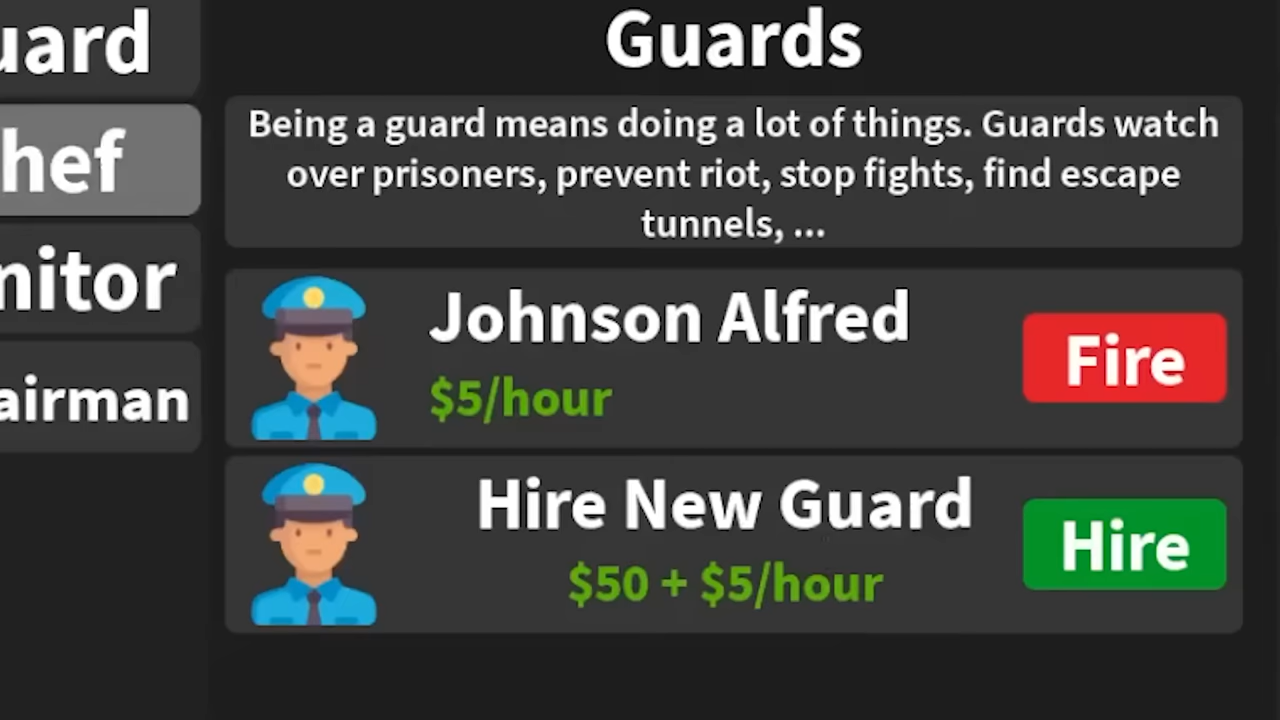 uard
hef
nitor
airman
Guards
Being a guard means doing a lot of things. Guards watch
over prisoners, prevent riot, stop fights, find escape
tunnels, ...
Johnson Alfred
$5/hour
Fire
Hire New Guard
$50 + $5/hour
Hire